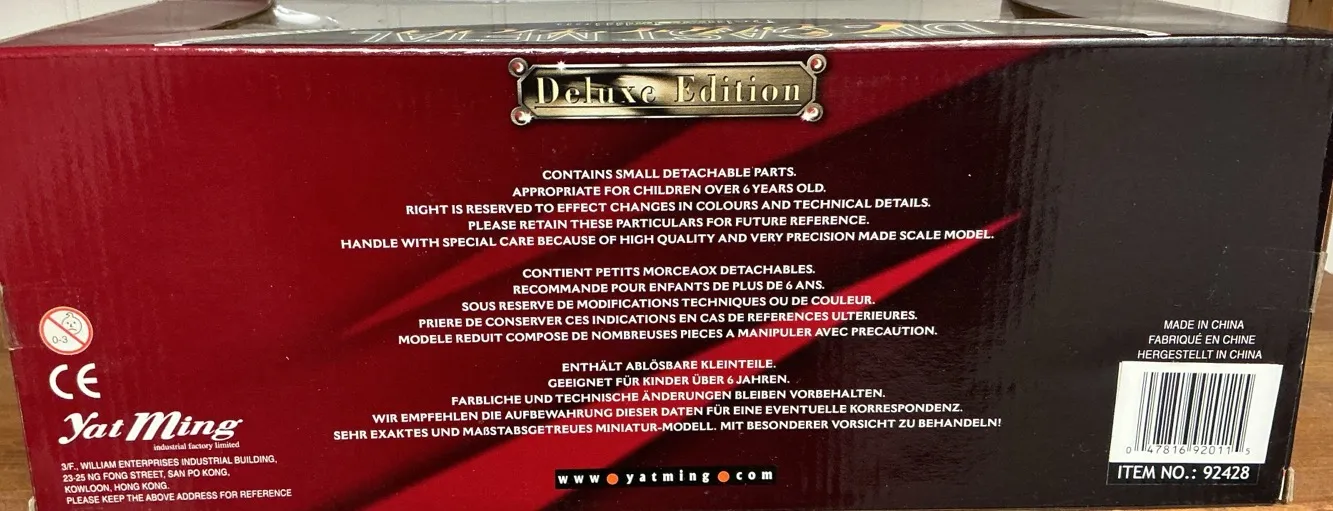 Deluxe Edition
CONTAINS SMALL DETACHABLE PARTS.
APPROPRIATE FOR CHILDREN OVER 6 YEARS OLD.
RIGHT IS RESERVED TO EFFECT CHANGES IN COLOURS AND TECHNICAL DETAILS.
PLEASE RETAIN THESE PARTICULARS FOR FUTURE REFERENCE.
HANDLE WITH SPECIAL CARE BECAUSE OF HIGH QUALITY AND VERY PRECISION MADE SCALE MODEL.
CONTIENT PETITS MORCEAOX DETACHABLES.
RECOMMANDE POUR ENFANTS DE PLUS DE 6 ANS.
SOUS RESERVE DE MODIFICATIONS TECHNIQUES OU DE COULEUR.
PRIERE DE CONSERVER CES INDICATIONS EN CAS DE REFERENCES ULTERIEURES.
MODELE REDUIT COMPOSE DE NOMBREUSES PIECES A MANIPULER AVEC PRECAUTION.
ENTHÄLT ABLÖSBARE KLEINTEILE.
GEEIGNET FÜR KINDER ÜBER 6 JAHREN.
FARBLICHE UND TECHNISCHE ÄNDERUNGEN BLEIBEN VORBEHALTEN.
WIR EMPFEHLEN DIE AUFBEWAHRUNG DIESER DATEN FÜR EINE EVENTUELLE KORRESPONDENZ.
SEHR EXAKTES UND MAßSTABSGETREUES MINIATUR-MODELL. MIT BESONDERER VORSICHT ZU BEHANDELN!
www.yatming.com
0-3
CE
Yat Ming
industrial factory limited
3/F., WILLIAM ENTERPRISES INDUSTRIAL BUILDING,
23-25 NG FONG STREET, SAN PO KONG,
KOWLOON, HONG KONG.
PLEASE KEEP THE ABOVE ADDRESS FOR REFERENCE
MADE IN CHINA
FABRIQUÉ EN CHINE
HERGESTELLT IN CHINA
0 47816 92011 5
ITEM NO.: 92428